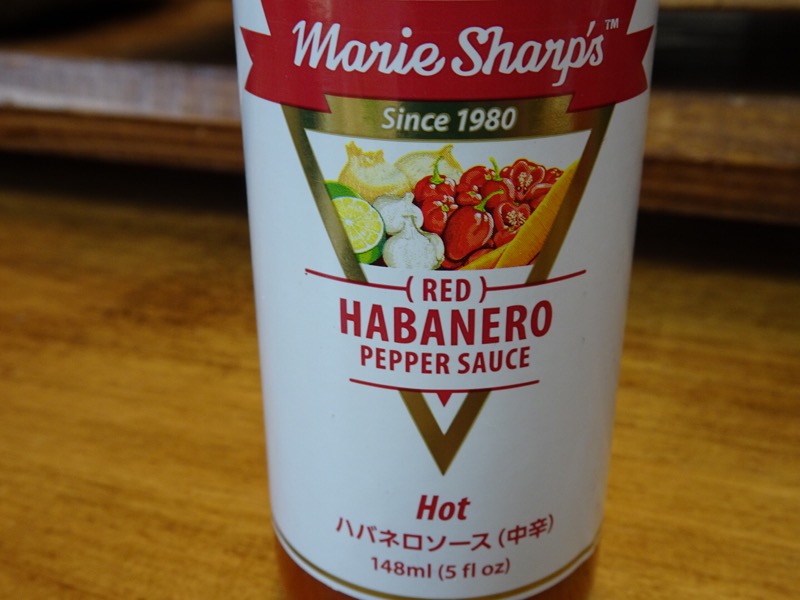 Marie Sharp's™
Since 1980
(RED)
HABANERO
PEPPER SAUCE
Hot
ハバネロソース(中辛)
148ml (5 fl oz)